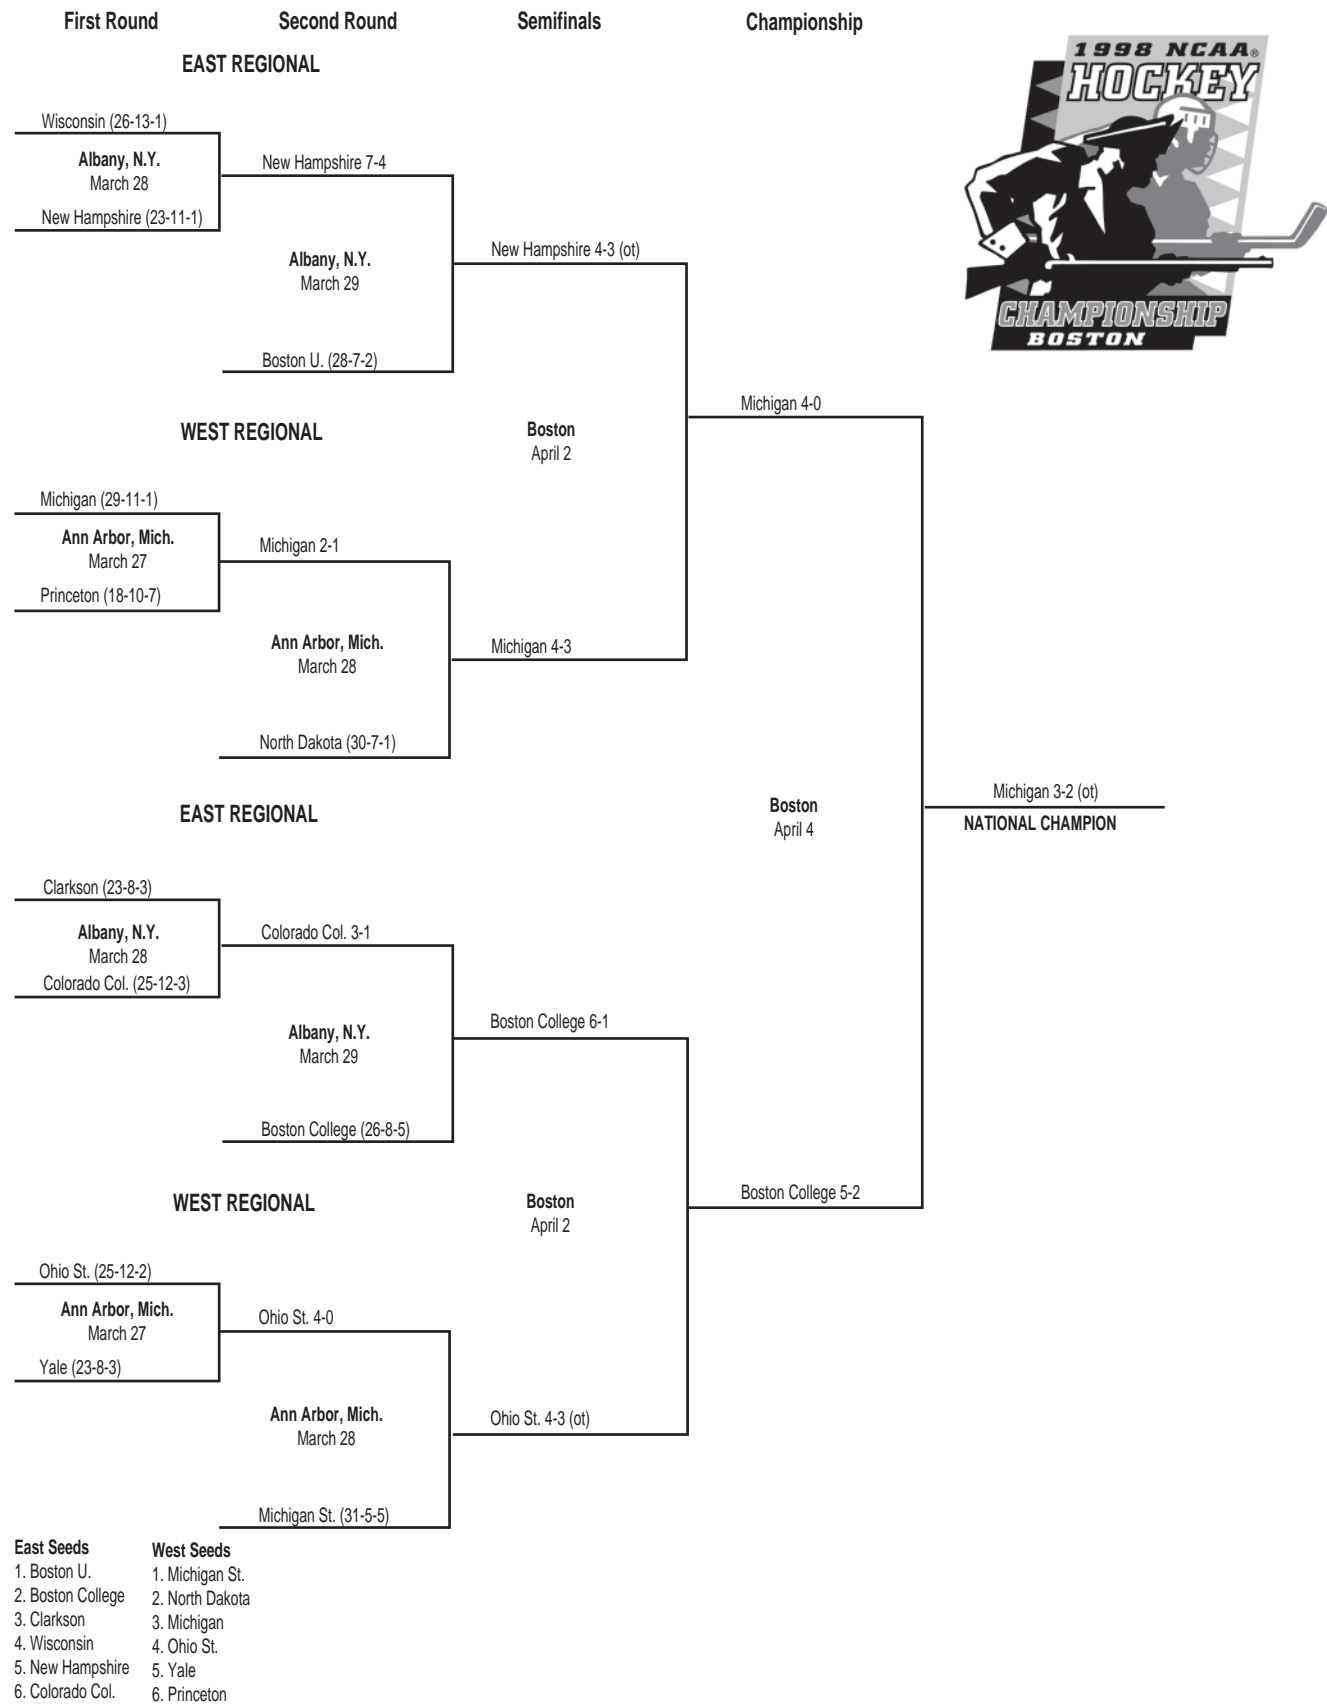 First Round
Second Round
Semifinals
Championship
1998 NCAA®
HOCKEY
CHAMPIONSHIP
BOSTON
EAST REGIONAL
Wisconsin (26-13-1)
Albany, N.Y.
March 28
New Hampshire (23-11-1)
New Hampshire 7-4
Albany, N.Y.
March 29
Boston U. (28-7-2)
New Hampshire 4-3 (ot)
WEST REGIONAL
Boston
April 2
Michigan 4-0
Michigan (29-11-1)
Ann Arbor, Mich.
March 27
Princeton (18-10-7)
Michigan 2-1
Ann Arbor, Mich.
March 28
North Dakota (30-7-1)
Michigan 4-3
Boston
April 4
Michigan 3-2 (ot)
NATIONAL CHAMPION
EAST REGIONAL
Clarkson (23-8-3)
Albany, N.Y.
March 28
Colorado Col. (25-12-3)
Colorado Col. 3-1
Albany, N.Y.
March 29
Boston College (26-8-5)
Boston College 6-1
WEST REGIONAL
Boston
April 2
Boston College 5-2
Ohio St. (25-12-2)
Ann Arbor, Mich.
March 27
Yale (23-8-3)
Ohio St. 4-0
Ann Arbor, Mich.
March 28
Michigan St. (31-5-5)
Ohio St. 4-3 (ot)
East Seeds
1. Boston U.
2. Boston College
3. Clarkson
4. Wisconsin
5. New Hampshire
6. Colorado Col.
West Seeds
1. Michigan St.
2. North Dakota
3. Michigan
4. Ohio St.
5. Yale
6. Princeton